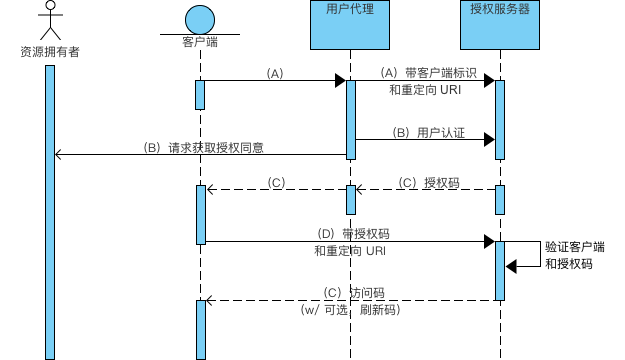 用户代理
授权服务器
客户端
资源拥有者
(A)
(A) 带客户端标识
和重定向 URI
(B) 用户认证
(B) 请求获取授权同意
(C)
(C) 授权码
(D) 带授权码
和重定向 URI
验证客户端
和授权码
(C) 访问码
(w/ 可选 刷新码)